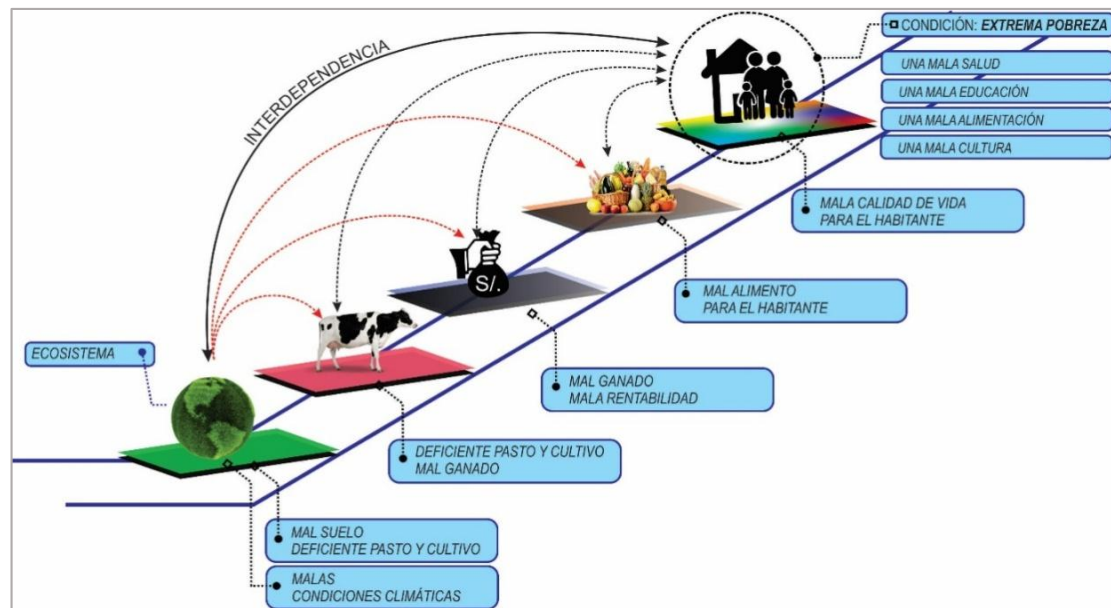 INTERDEPENDENCIA
CONDICIÓN: EXTREMA POBREZA
UNA MALA SALUD
UNA MALA EDUCACIÓN
UNA MALA ALIMENTACIÓN
UNA MALA CULTURA
MALA CALIDAD DE VIDA
PARA EL HABITANTE
S/.
MAL ALIMENTO
PARA EL HABITANTE
ECOSISTEMA
MAL GANADO
MALA RENTABILIDAD
DEFICIENTE PASTO Y CULTIVO
MAL GANADO
MAL SUELO
DEFICIENTE PASTO Y CULTIVO
MALAS
CONDICIONES CLIMÁTICAS